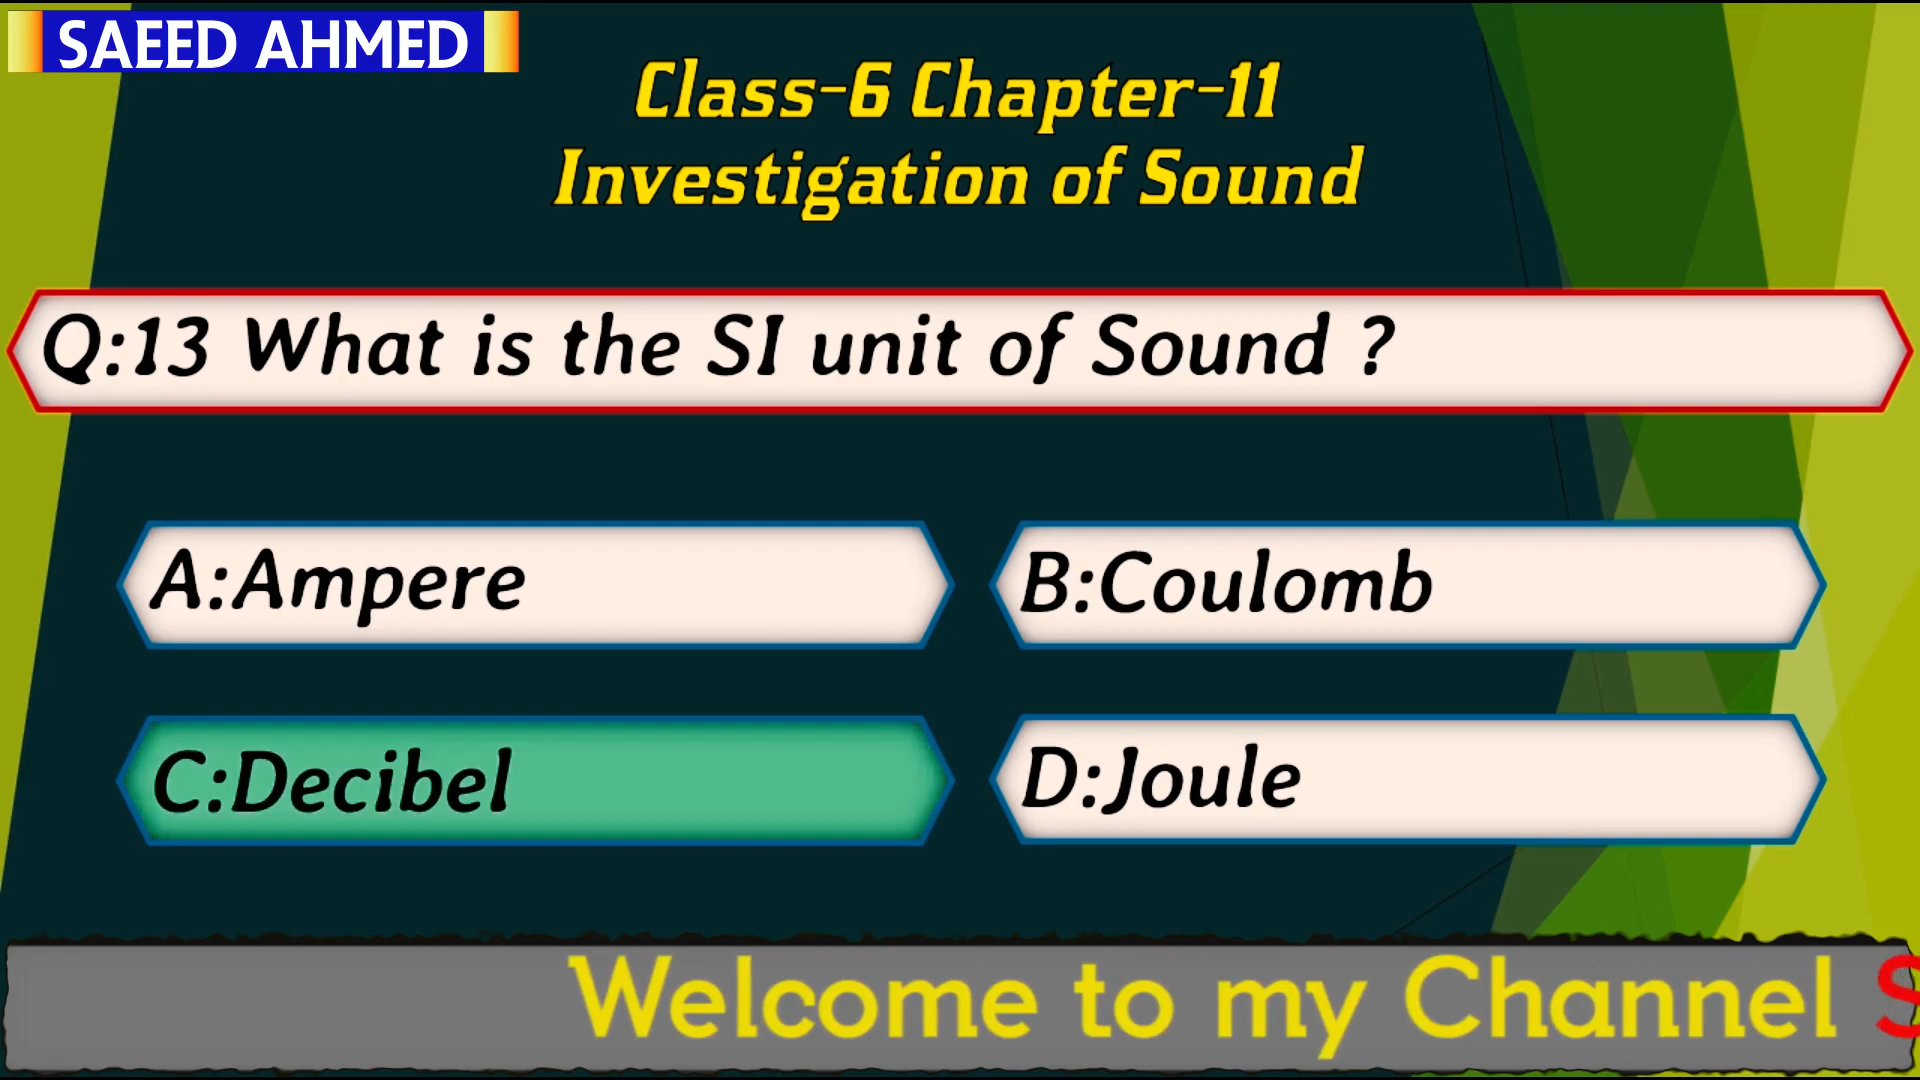 SAEED AHMED
Class-6 Chapter-11
Investigation of Sound
Q:13 What is the SI unit of Sound ?
A:Ampere
B:Coulomb
C:Decibel
D:Joule
Welcome to my Channel S